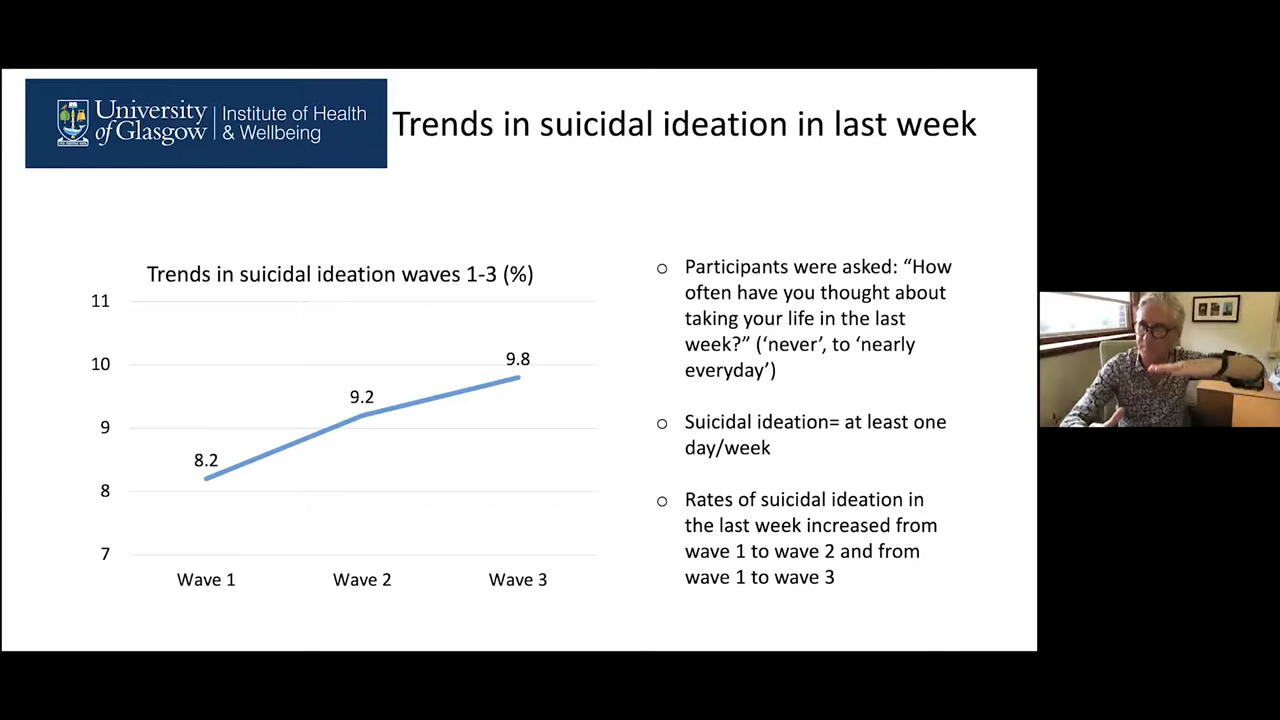 University
of Glasgow
Institute of Health
& Wellbeing
Trends in suicidal ideation in last week
Trends in suicidal ideation waves 1-3 (%)
11
10
9
8
7
8.2
9.2
9.8
Wave 1 Wave 2 Wave 3
o Participants were asked: “How
often have you thought about
taking your life in the last
week?” (‘never’, to ‘nearly
everyday’)
o Suicidal ideation= at least one
day/week
o Rates of suicidal ideation in
the last week increased from
wave 1 to wave 2 and from
wave 1 to wave 3